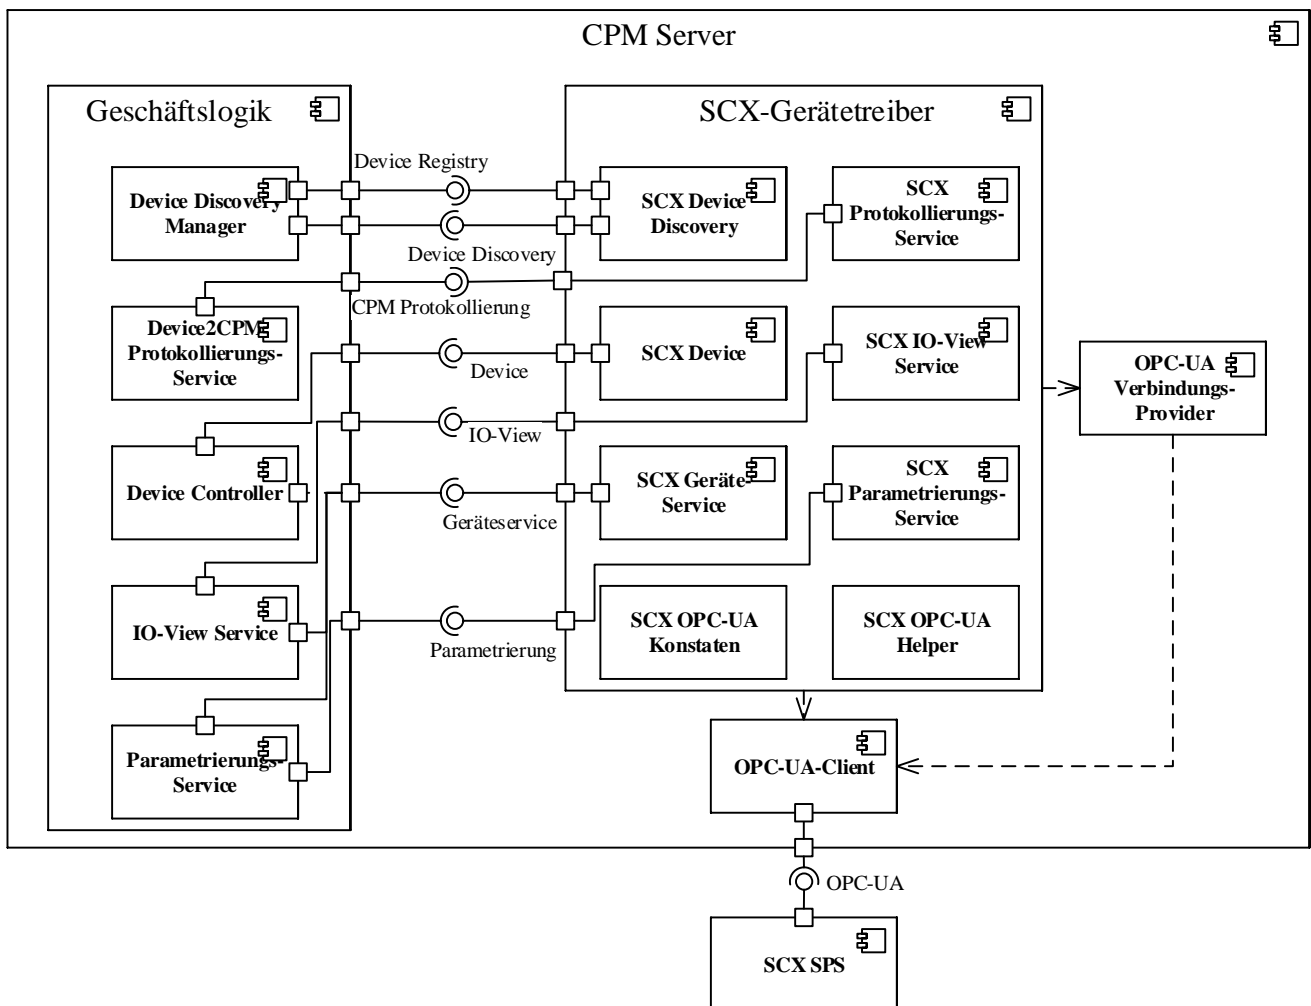 CPM Server
Geschäftslogik
SCX-Gerätetreiber
Device Registry
Device Discovery
Manager
SCX Device
Discovery
SCX
Protokollierungs-
Service
Device Discovery
CPM Protokollierung
Device2CPM
Protokollierungs-
Service
Device
SCX Device
SCX IO-View
Service
OPC-UA
Verbindungs-
Provider
IO-View
Device Controller
Geräteservice
SCX Geräte-
Service
SCX
Parametrierungs-
Service
IO-View Service
Parametrierung
SCX OPC-UA
Konstaten
SCX OPC-UA
Helper
Parametrierungs-
Service
OPC-UA-Client
OPC-UA
SCX SPS